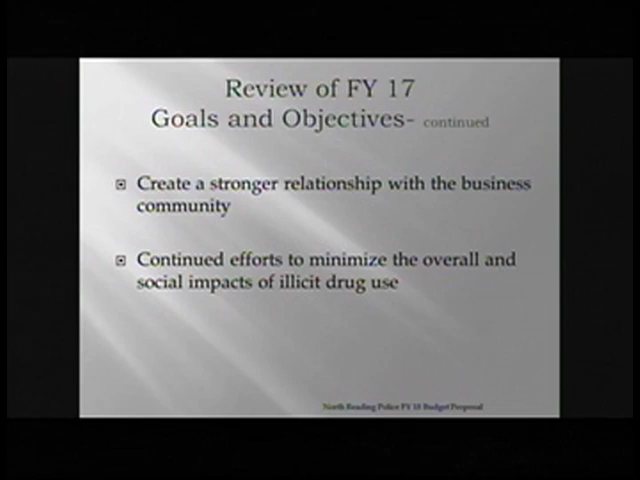 Review of FY 17
Goals and Objectives- continued
Create a stronger relationship with the business
community
Continued efforts to minimize the overall and
social impacts of illicit drug use
North Reading Police FY 18 Budget Proposal